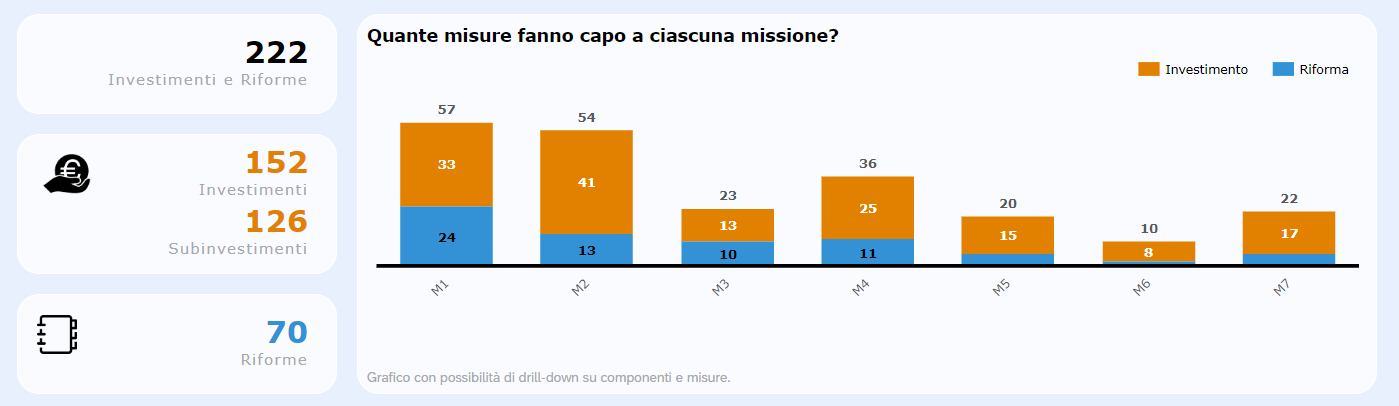 222
Investimenti e Riforme
152
Investimenti
126
Subinvestimenti
70
Riforme
Quante misure fanno capo a ciascuna missione?
Investimento Riforma
57
54
36
23
22
20
10
33
41
13
25
15
8
17
24
13
10
11
M1 M2 M3 M4 M5 M6 M7
Grafico con possibilità di drill-down su componenti e misure.